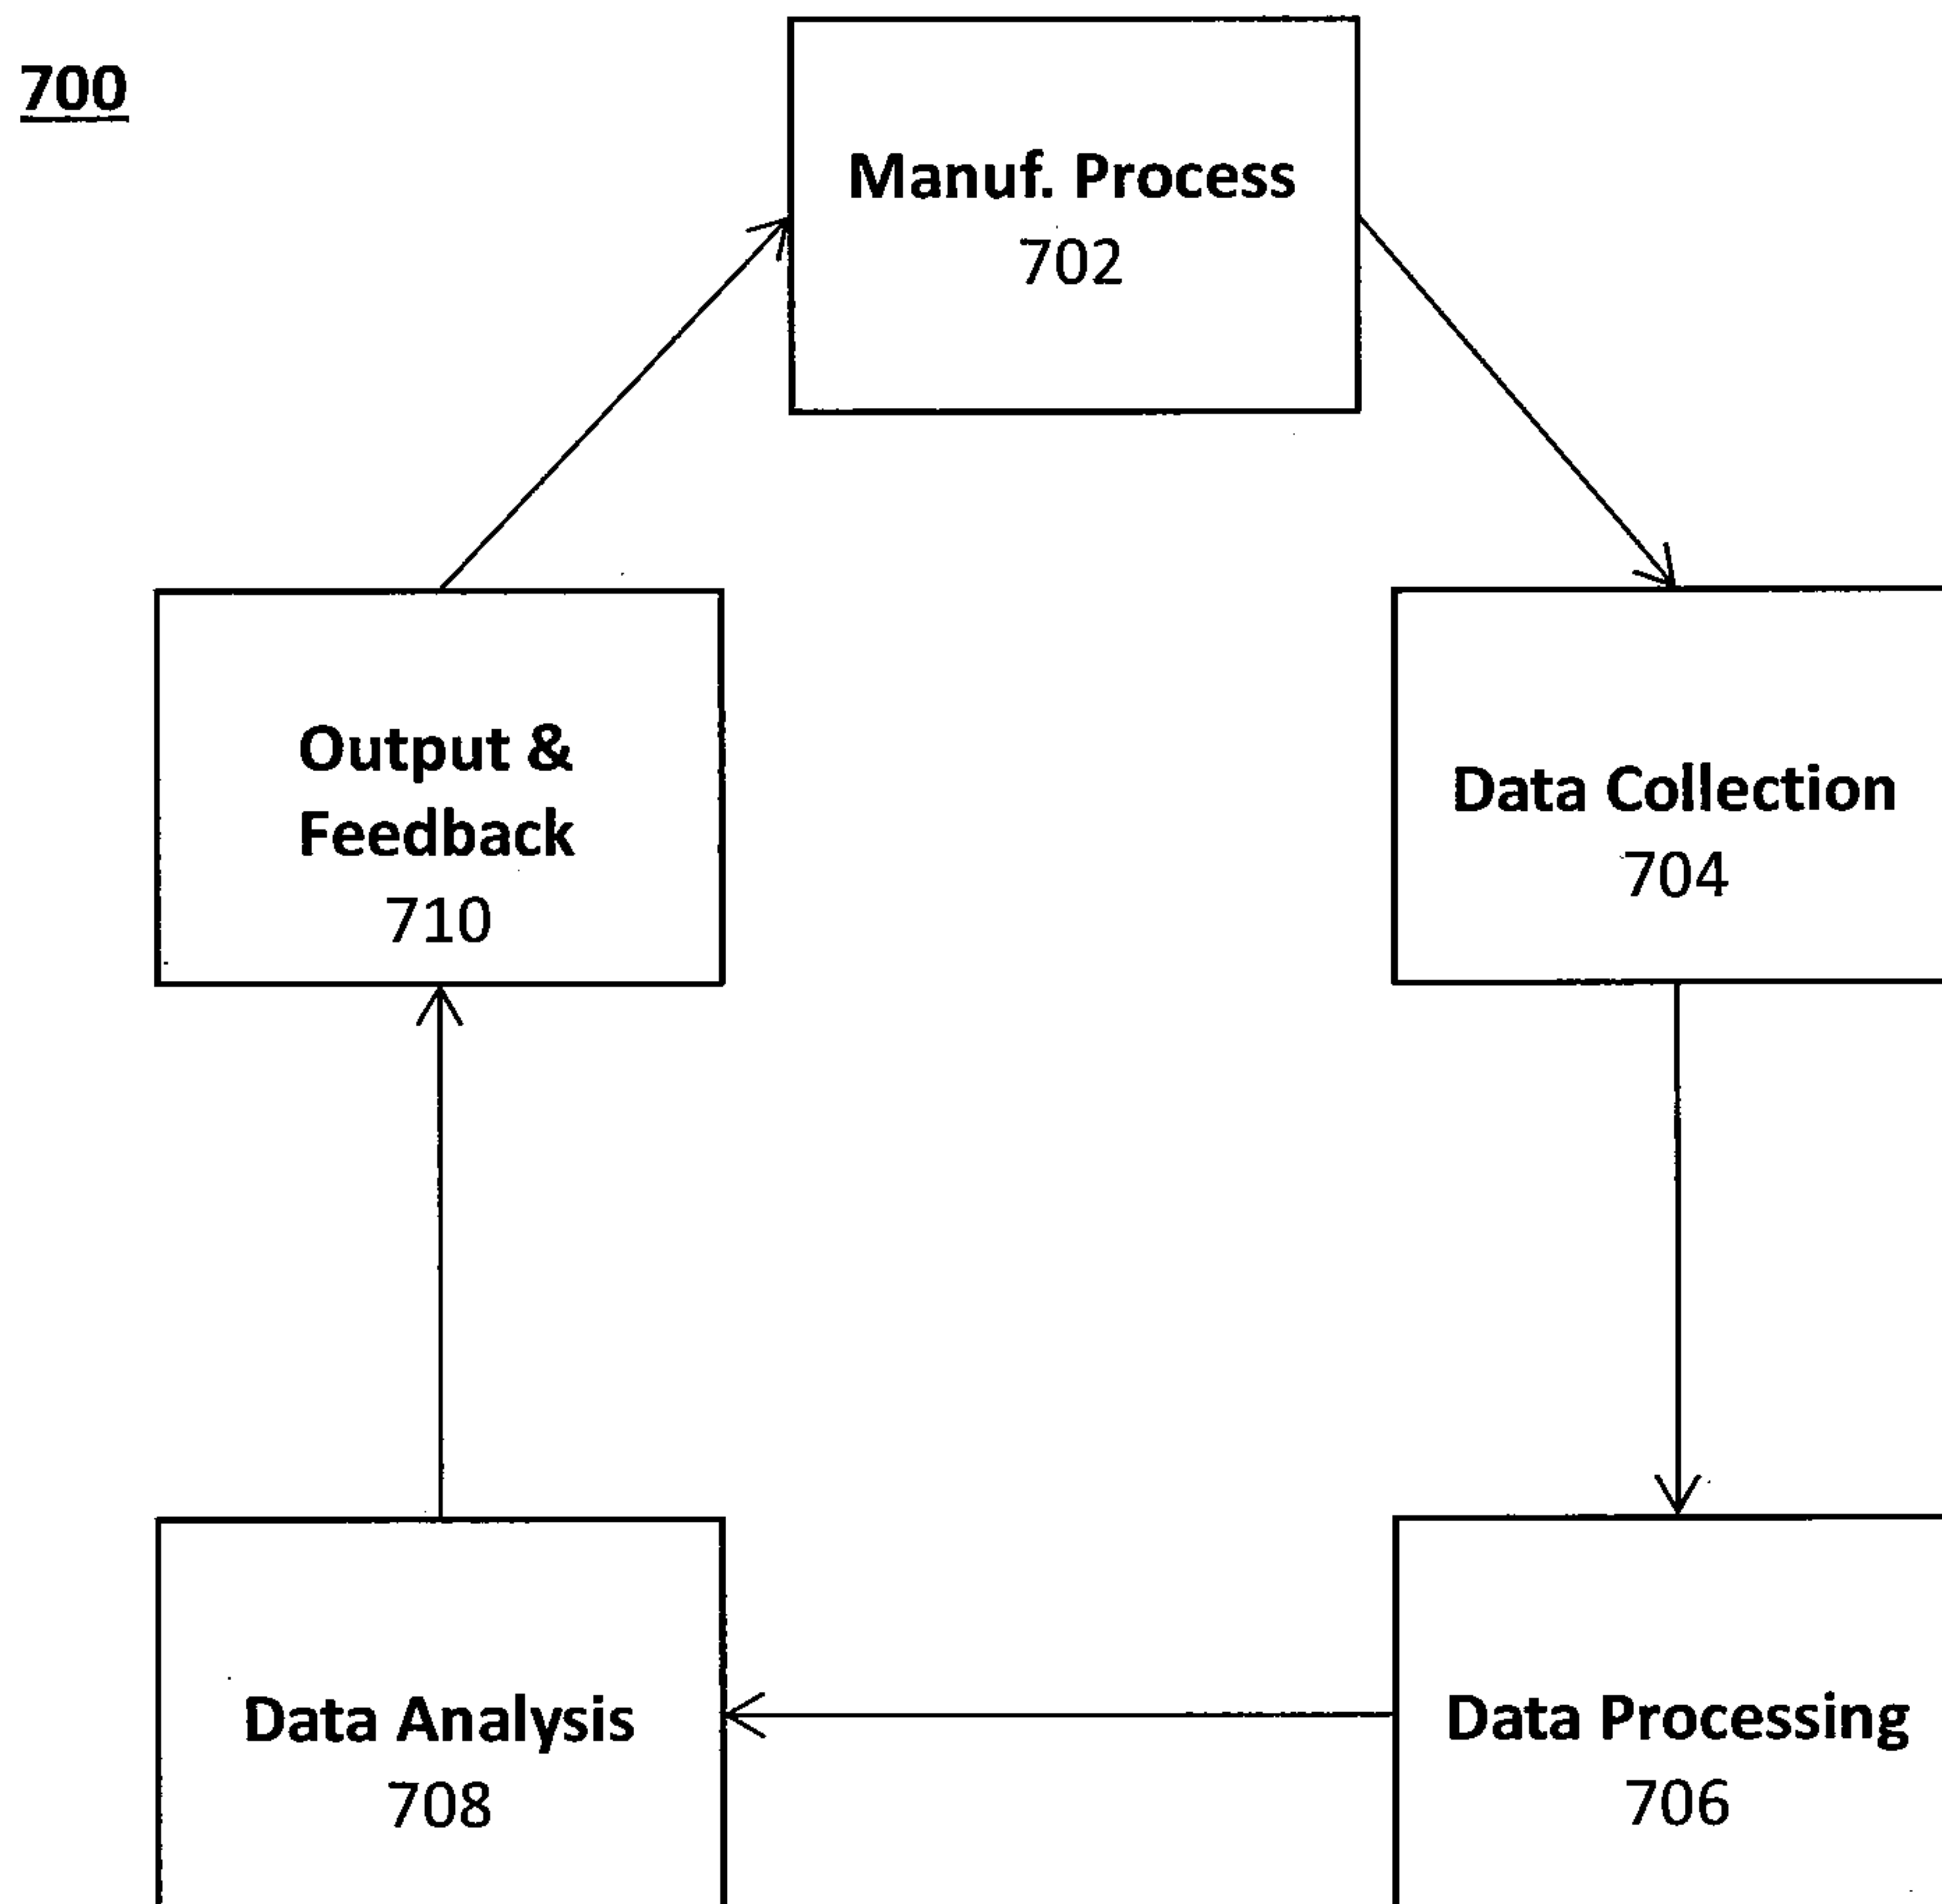 700
Manuf. Process
702
Output &
Feedback
710
Data Collection
704
Data Analysis
708
Data Processing
706